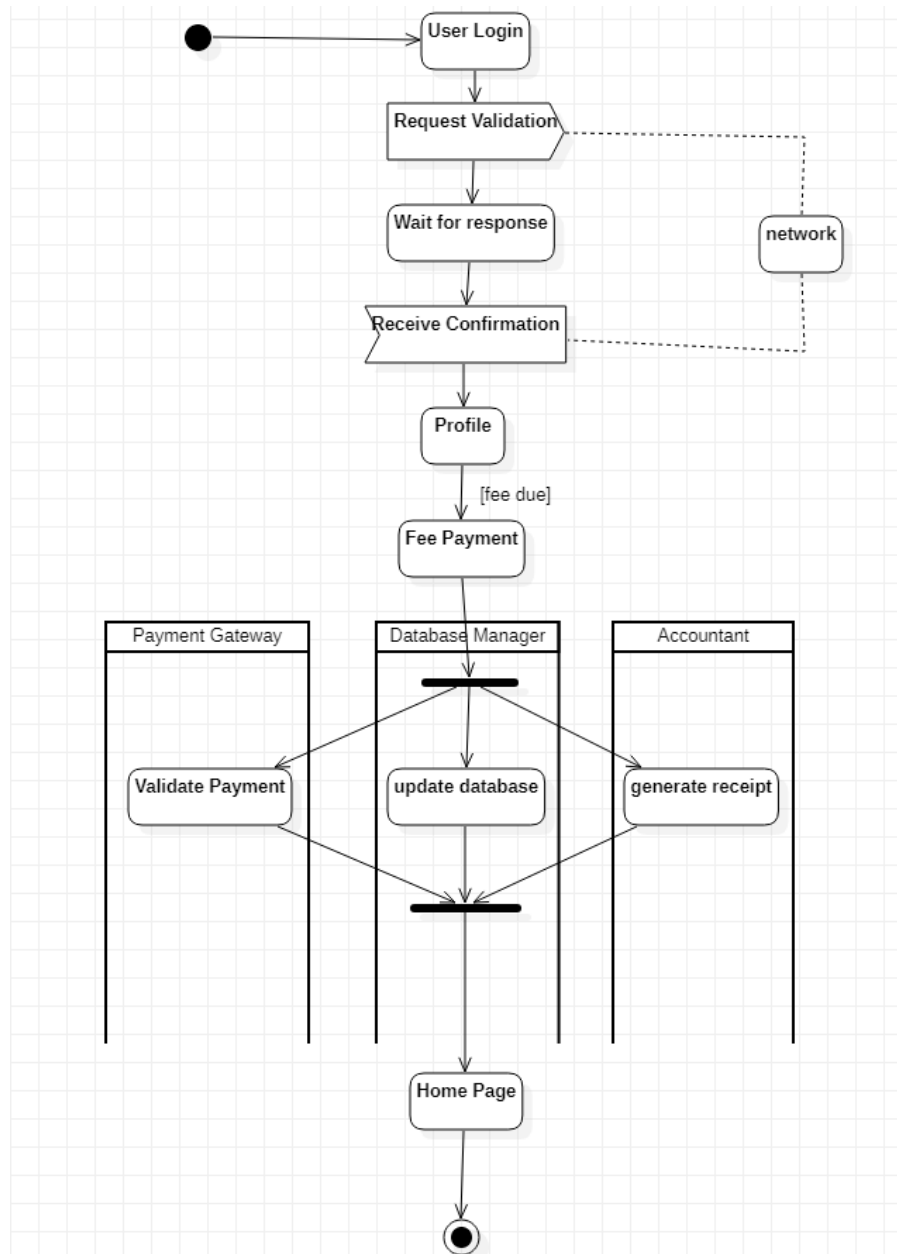 User Login
Request Validation
Wait for response
network
Receive Confirmation
Profile
[fee due]
Fee Payment
Payment Gateway
Database Manager
Accountant
Validate Payment
update database
generate receipt
Home Page